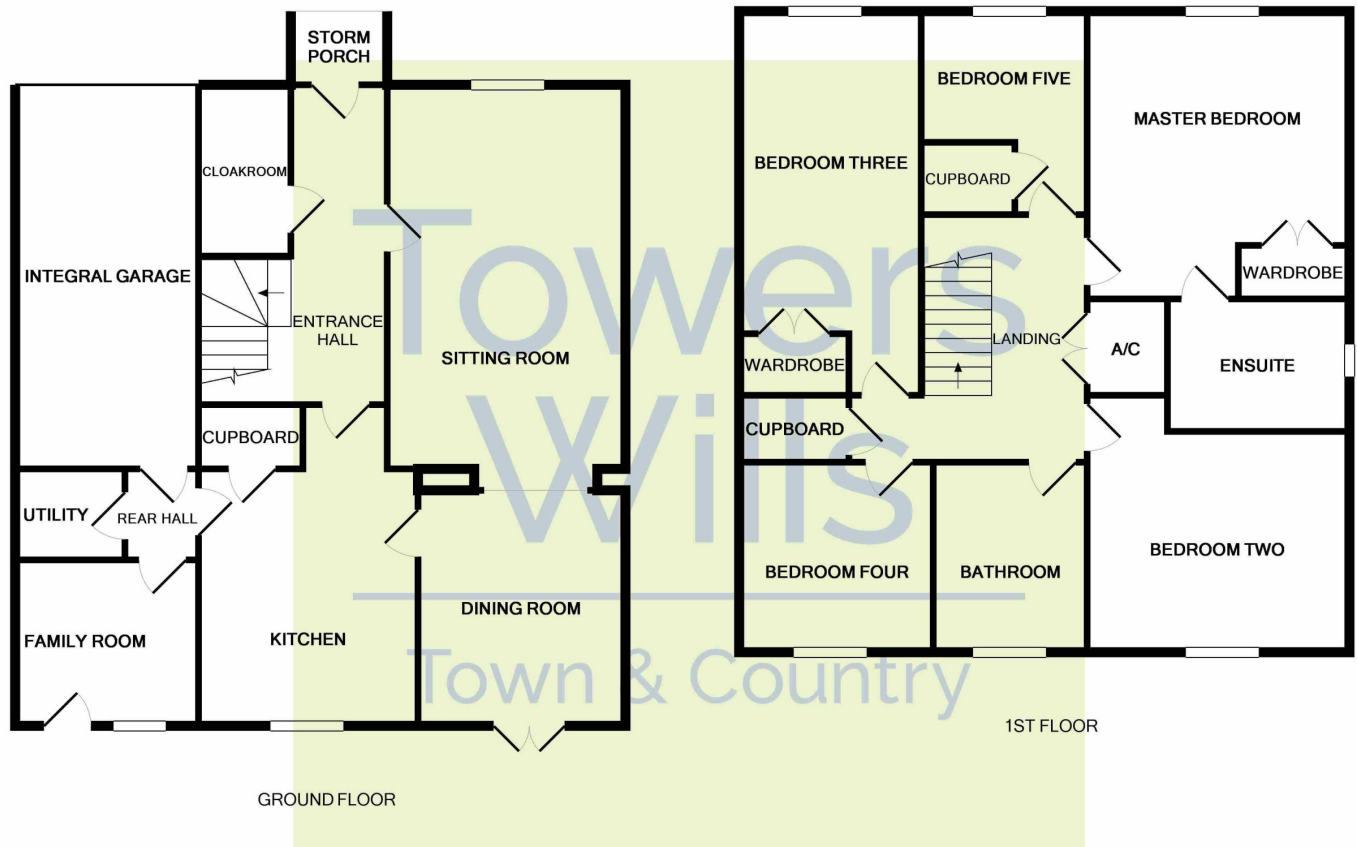 STORM
PORCH
CLOAKROOM
INTEGRAL GARAGE
ENTRANCE
HALL
SITTING ROOM
CUPBOARD
UTILITY
REAR HALL
FAMILY ROOM
KITCHEN
DINING ROOM
GROUND FLOOR
BEDROOM FIVE
MASTER BEDROOM
BEDROOM THREE
CUPBOARD
WARDROBE
LANDING
A/C
ENSUITE
WARDROBE
CUPBOARD
BEDROOM FOUR
BATHROOM
BEDROOM TWO
1ST FLOOR
Towers
Wills
Town & Country